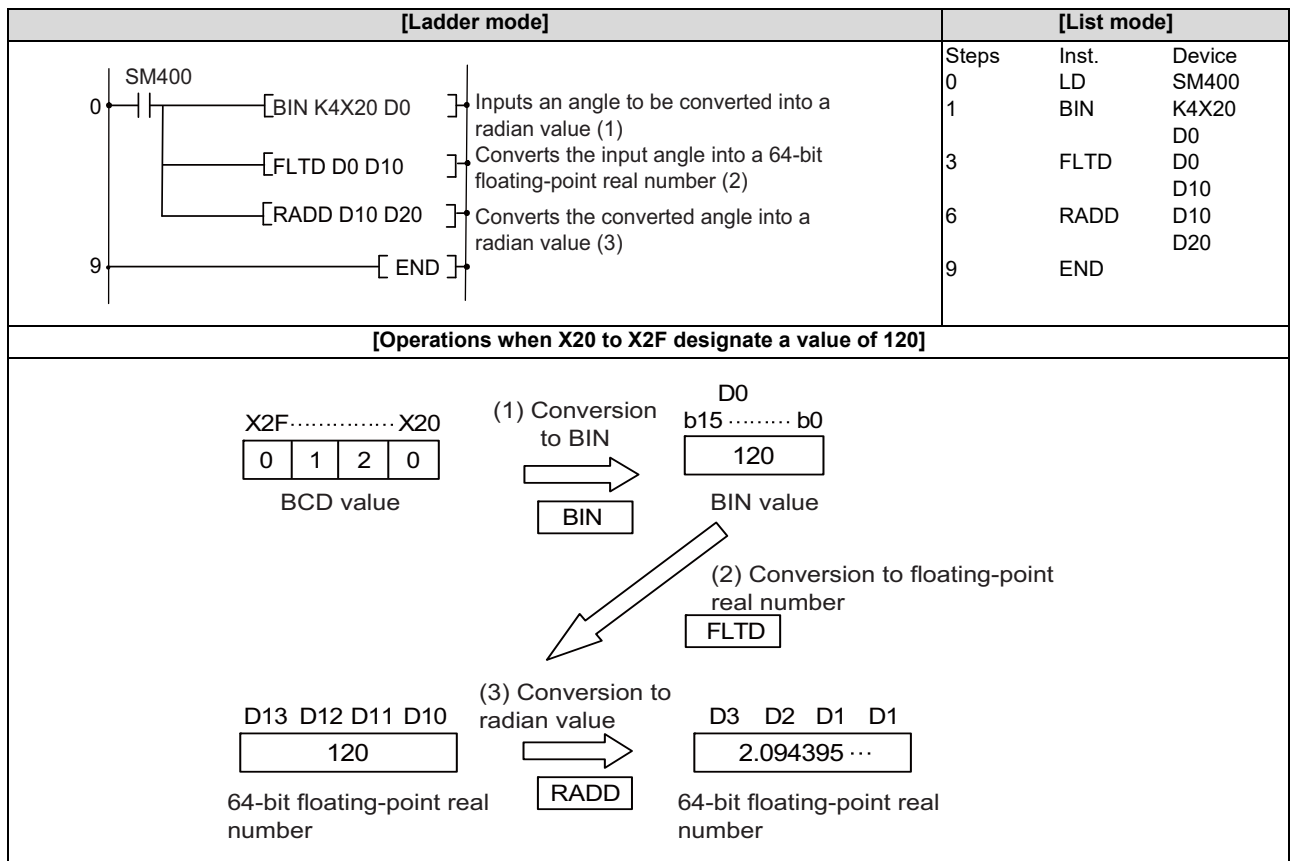 [Ladder mode] [List mode]
Steps Inst. Device
SM400
0 LD SM400
0 BIN K4X20 D0 Inputs an angle to be converted into a
radian value (1)
1 BIN K4X20
D0
FLTD D0 D10 Converts the input angle into a 64-bit
floating-point real number (2)
3 FLTD D0
D10
RADD D10 D20 Converts the converted angle into a
radian value (3)
6 RADD D10
D20
9 END
9 END
[Operations when X20 to X2F designate a value of 120]
X2F............... X20
0 1 2 0
BCD value
(1) Conversion
to BIN
BIN
D0
b15 ......... b0
120
BIN value
(2) Conversion to floating-point
real number
FLTD
D13 D12 D11 D10
120
64-bit floating-point real
number
(3) Conversion to
radian value
RADD
D3 D2 D1 D1
2.094395 ...
64-bit floating-point real
number